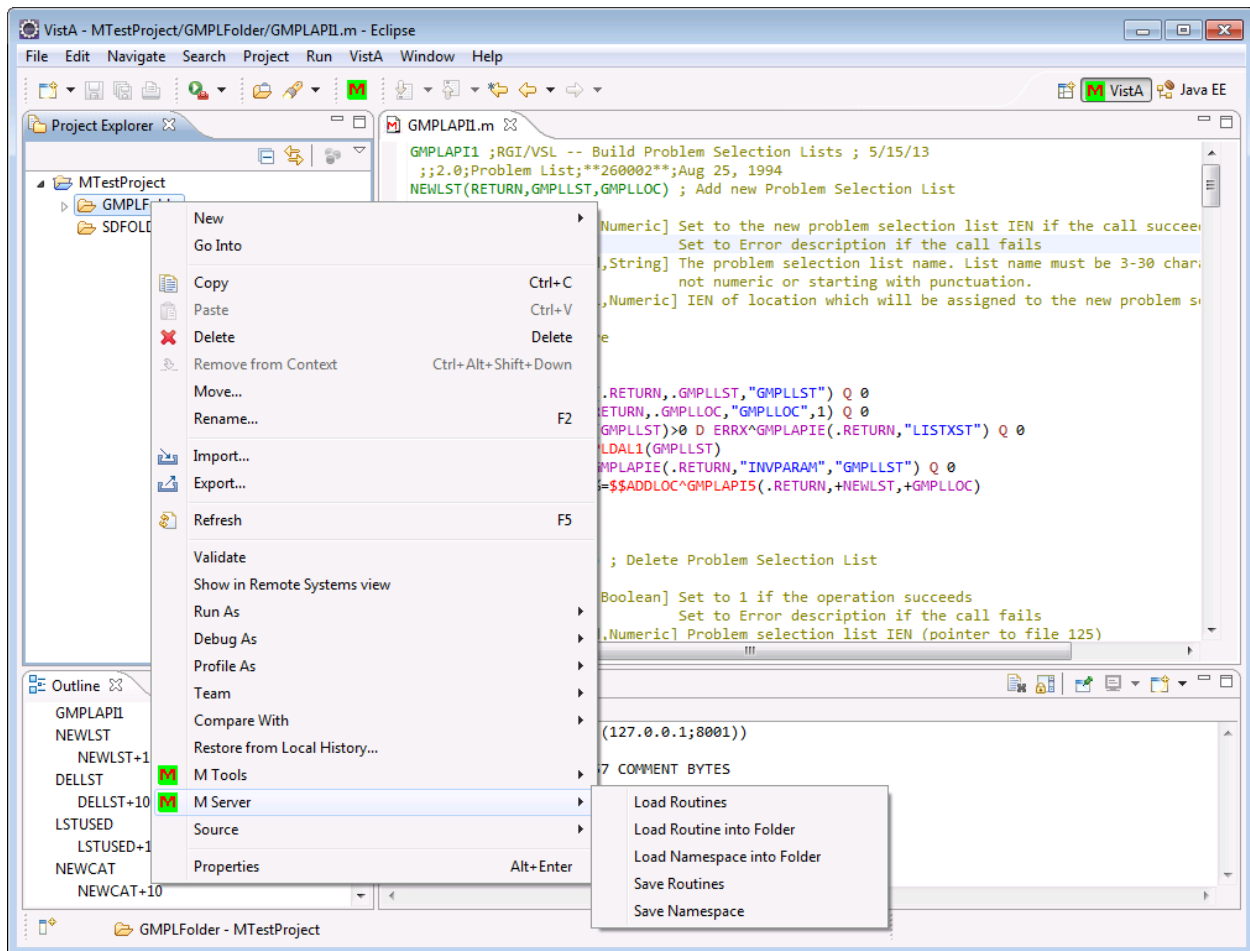 VistA - MTestProject/GMPLFolder/GMPLAPI1.m - Eclipse
File Edit Navigate Search Project Run VistA Window Help
M VistA Java EE
Project Explorer
MTestProject
GMPLF
SDFOLD
GMPLAPI1.m
GMPLAPI1 ;RGI/VSL -- Build Problem Selection Lists ; 5/15/13
;;2.0;Problem List;**260002**;Aug 25, 1994
NEWLST(RETURN,GMPLLST,GMPLLOC) ; Add new Problem Selection List
Numeric] Set to the new problem selection list IEN if the call succee
Set to Error description if the call fails
,String] The problem selection list name. List name must be 3-30 char
not numeric or starting with punctuation.
,Numeric] IEN of location which will be assigned to the new problem s
e
(.RETURN,.GMPLLST,"GMPLLST") Q 0
ETURN,.GMPLLOC,"GMPLLOC",1) Q 0
GMPLLST)>0 D ERRX^GMPLAPIE(.RETURN,"LISTXST") Q 0
LDAL1(GMPLLST)
MPLAPIE(.RETURN,"INVPARAM","GMPLLST") Q 0
=$$ADDLOC^GMPLAPI5(.RETURN,+NEWLST,+GMPLLOC)
; Delete Problem Selection List
Boolean] Set to 1 if the operation succeeds
Set to Error description if the call fails
,Numeric] Problem selection list IEN (pointer to file 125)
New
Go Into
Copy Ctrl+C
Paste Ctrl+V
Delete Delete
Remove from Context Ctrl+Alt+Shift+Down
Move...
Rename... F2
Import...
Export...
Refresh F5
Validate
Show in Remote Systems view
Run As
Debug As
Profile As
Team
Compare With
Restore from Local History...
M M Tools
M M Server
Source
Properties Alt+Enter
Load Routines
Load Routine into Folder
Load Namespace into Folder
Save Routines
Save Namespace
Outline
GMPLAPI1
NEWLST
NEWLST+1
DELLST
DELLST+10
LSTUSED
LSTUSED+1
NEWCAT
NEWCAT+10
(127.0.0.1;8001))
7 COMMENT BYTES
GMPLFolder - MTestProject